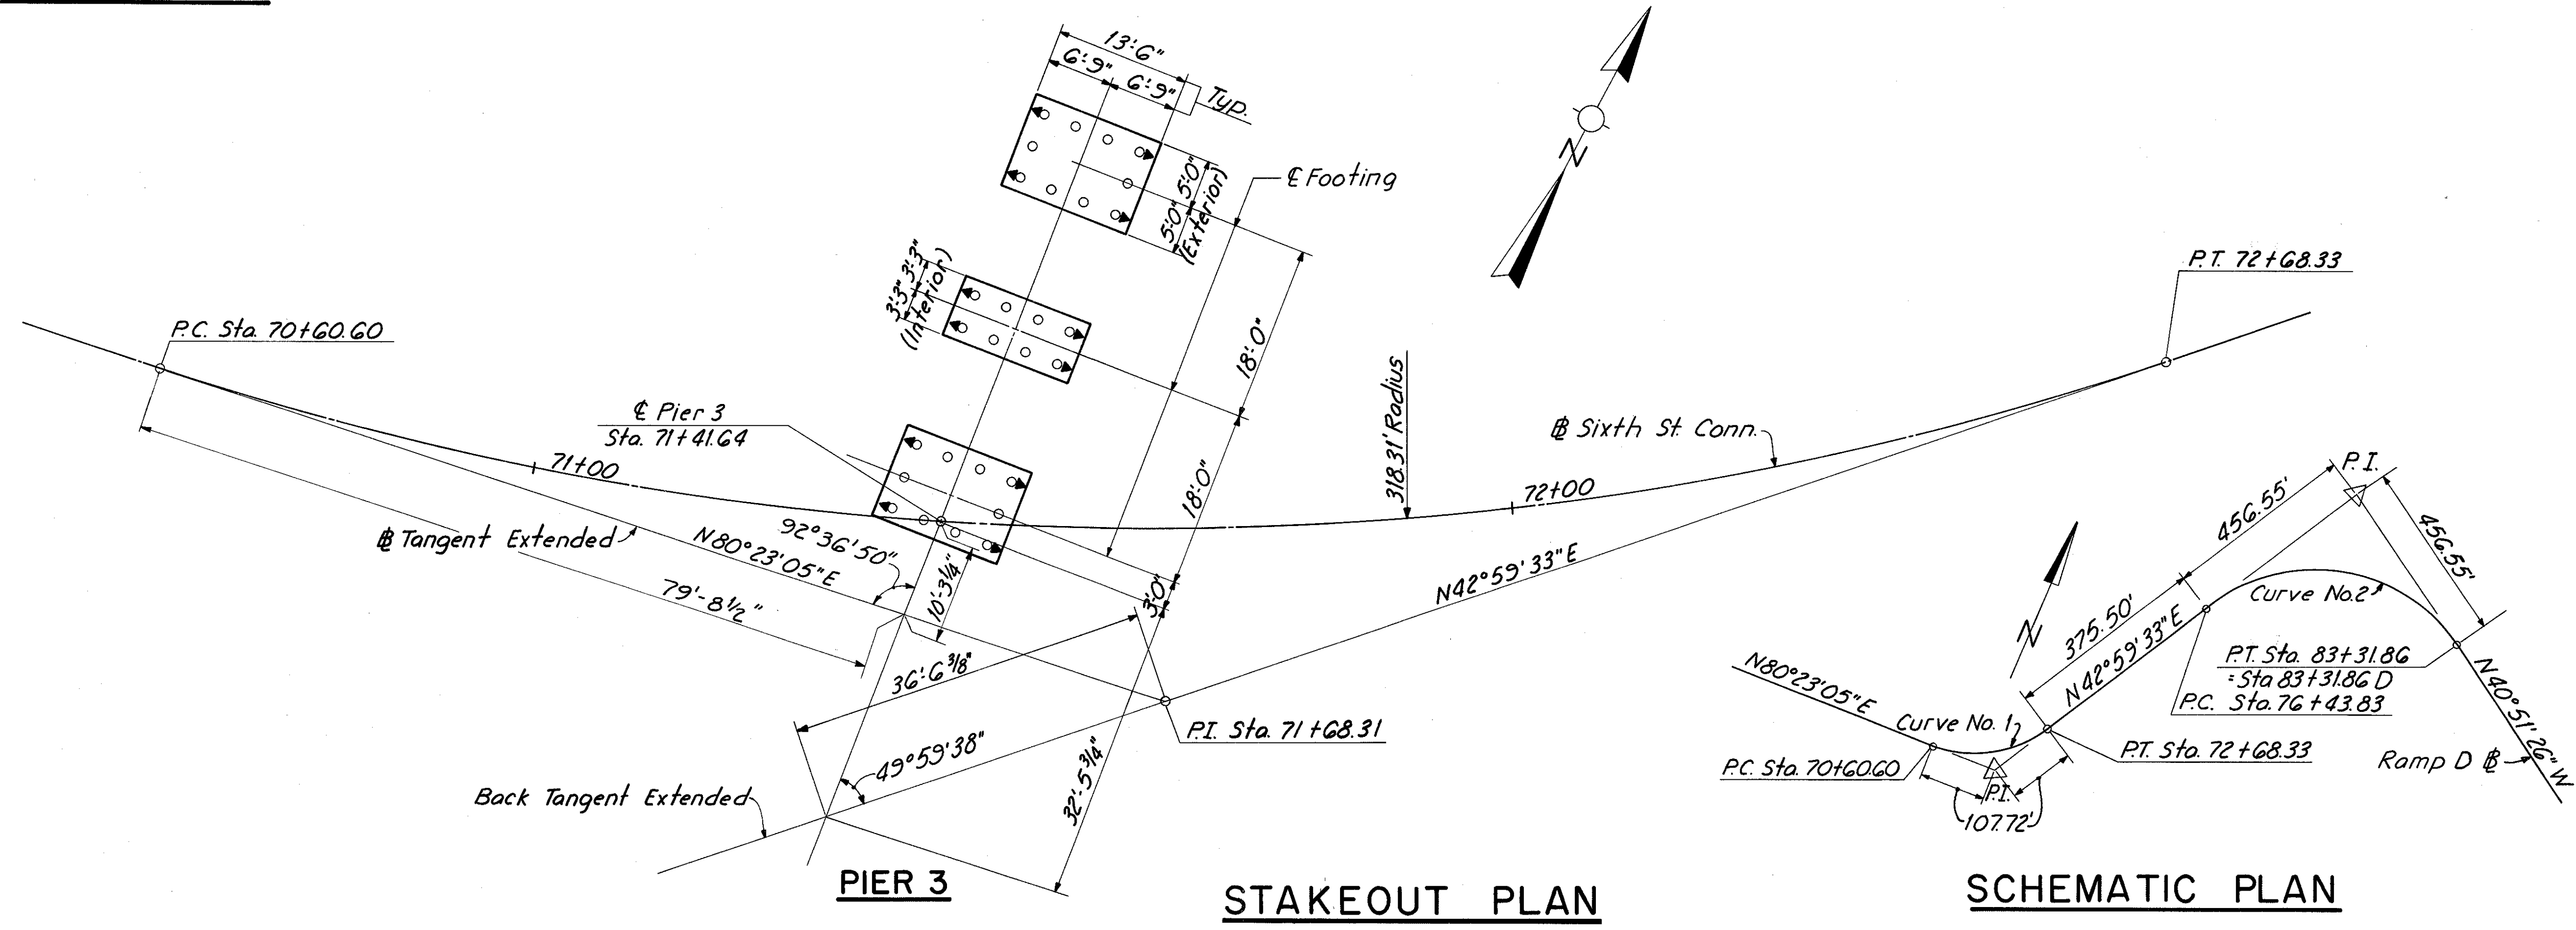 13'-6"
6'-9"
6'-9"
Typ.
5'-0"
5'-0"
(Exterior)
℄ Footing
N
3'-3"
3'-3"
(Interior)
18'-0"
18'-0"
3'-0"
P.C. Sta. 70+60.60
P.T. 72+68.33
℄ Pier 3
Sta. 71+41.64
71+00
72+00
318.31' Radius
℔ Sixth St. Conn.
℔ Tangent Extended
N80°23'05"E
92°36'50"
79'-8½"
10'-3¼"
36'-6⅜"
32'-5¾"
49°59'38"
N42°59'33"E
P.I. Sta. 71+68.31
Back Tangent Extended
PIER 3
STAKEOUT PLAN
N
P.I.
456.55'
456.55'
375.50'
Curve No.2
N42°59'33"E
N80°23'05"E
Curve No. 1
P.T. Sta. 83+31.86
=Sta 83+31.86 D
P.C. Sta. 76+43.83
N40°51'26"W
P.C. Sta. 70+60.60
P.T. Sta. 72+68.33
Ramp D ℔
P.I.
107.72'
SCHEMATIC PLAN